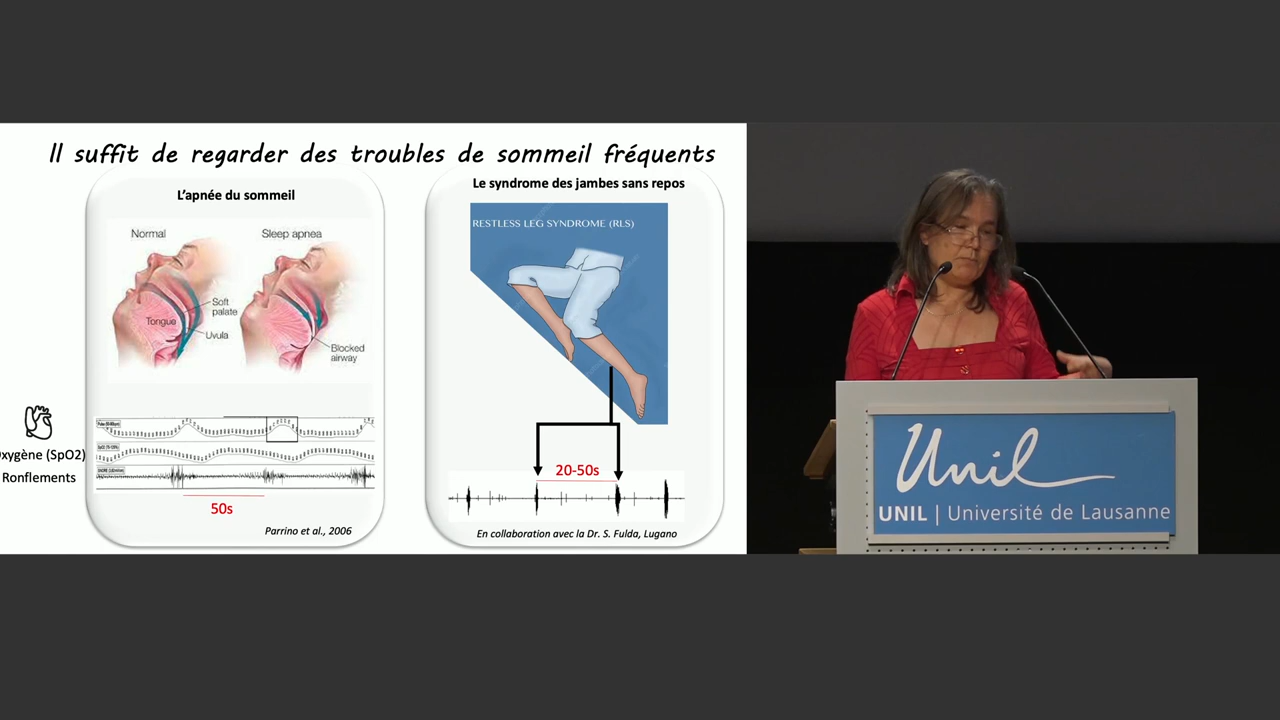 Il suffit de regarder des troubles de sommeil fréquents
L'apnée du sommeil
Normal
Sleep apnea
Soft
palate
Tongue
Uvula
Blocked
airway
xygène (SpO2)
Ronflements
50s
Parrino et al., 2006
Le syndrome des jambes sans repos
RESTLESS LEG SYNDROME (RLS)
20-50s
En collaboration avec la Dr. S. Fulda, Lugano
Unil
UNIL | Université de Lausanne